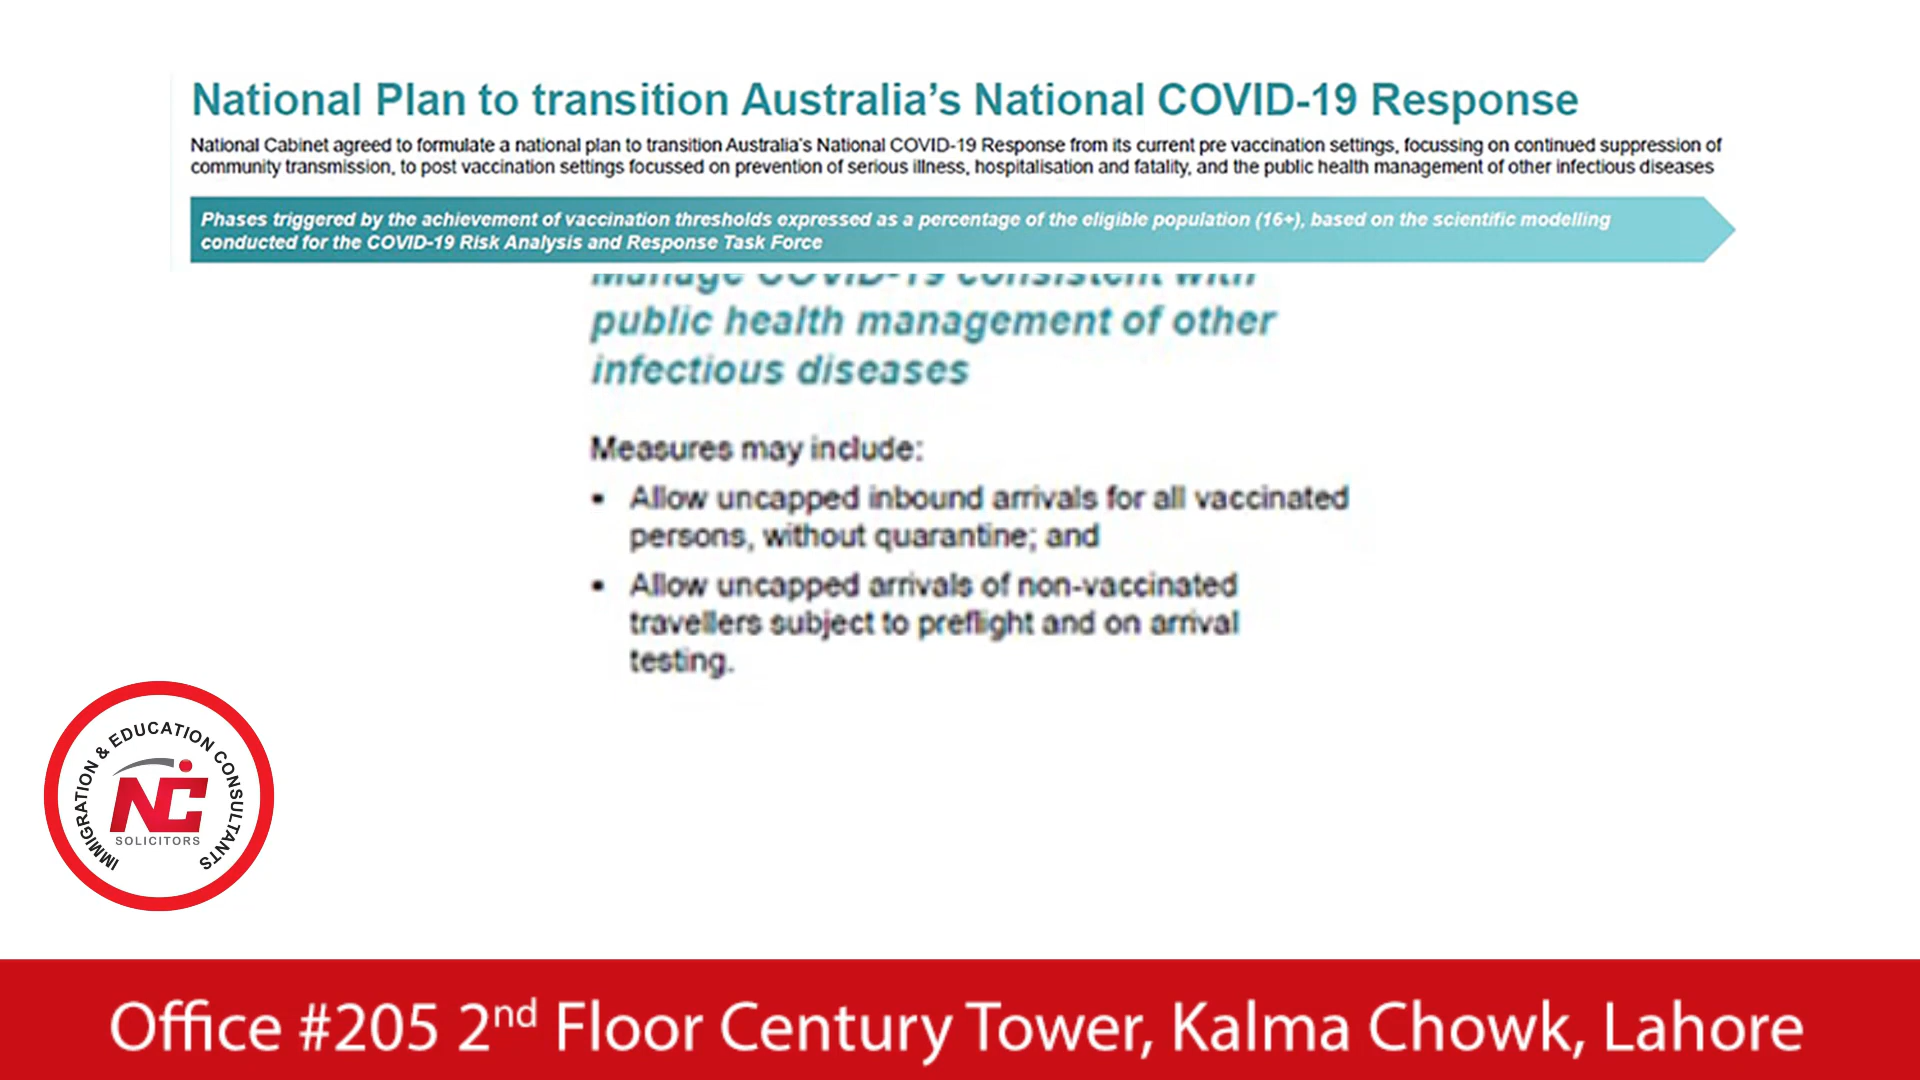 National Plan to transition Australia's National COVID-19 Response
National Cabinet agreed to formulate a national plan to transition Australia's National COVID-19 Response from its current pre vaccination settings, focussing on continued suppression of
community transmission, to post vaccination settings focussed on prevention of serious illness, hospitalisation and fatality, and the public health management of other infectious diseases
Phases triggered by the achievement of vaccination thresholds expressed as a percentage of the eligible population (16+), based on the scientific modelling
conducted for the COVID-19 Risk Analysis and Response Task Force
Manage COVID-19 consistent with
public health management of other
infectious diseases
Measures may include:
▪ Allow uncapped inbound arrivals for all vaccinated
persons, without quarantine; and
▪ Allow uncapped arrivals of non-vaccinated
travellers subject to preflight and on arrival
testing.
IMMIGRATION & EDUCATION CONSULTANTS
NC
SOLICITORS
Office #205 2nd Floor Century Tower, Kalma Chowk, Lahore